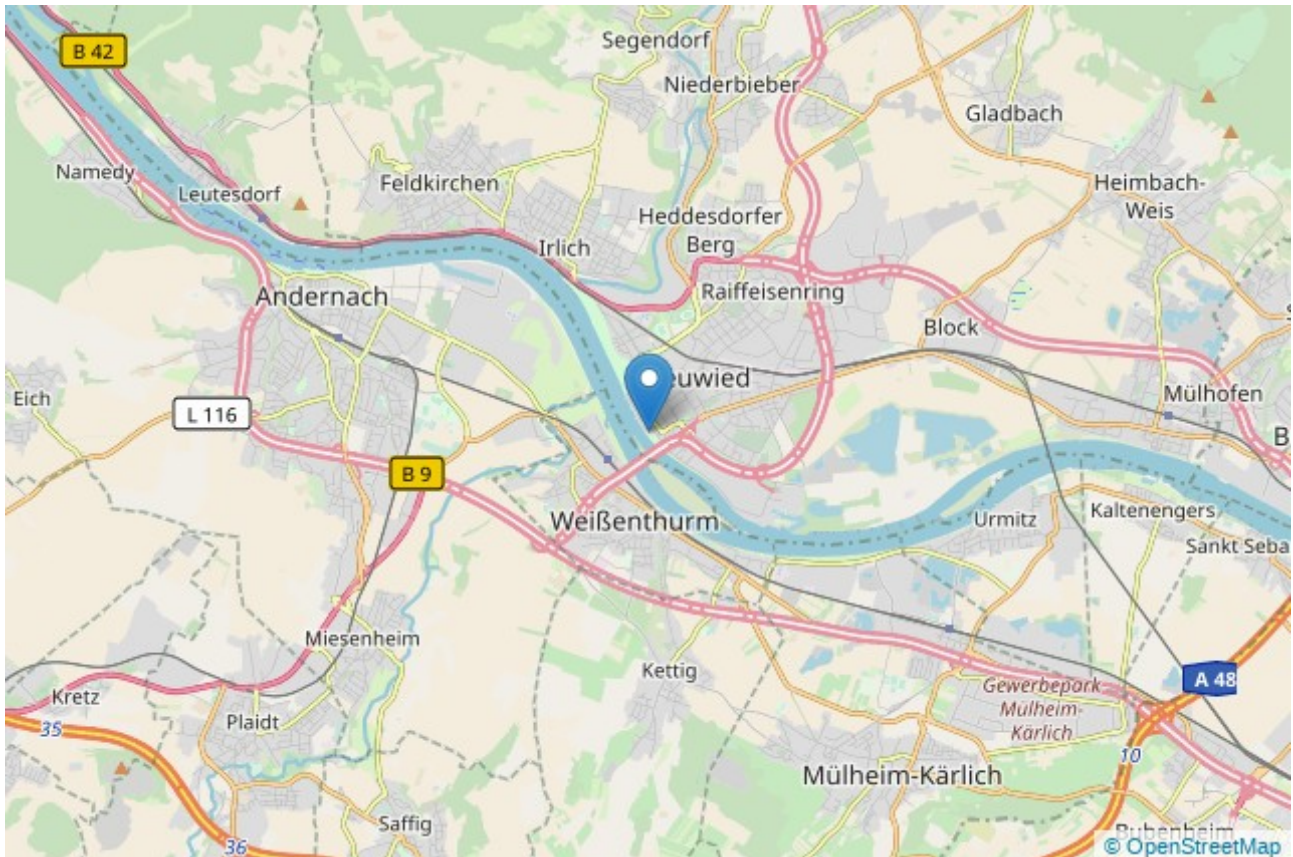 B 42
Segendorf
Niederbieber
Gladbach
Namedy
Leutesdorf
Feldkirchen
Heimbach-
Weis
Heddesdorfer
Berg
Irlich
Andernach
Raiffeisenring
Block
Eich
L 116
euwied
Mülhofen
B 9
Weißenthurm
Urmitz
Kaltenengers
Sankt Seba
Miesenheim
Kettig
Kretz
35
Plaidt
Gewerbepark
Mülheim-
Kärlich
A 48
10
Mülheim-Kärlich
Saffig
36
Bubenheim
© OpenStreetMap